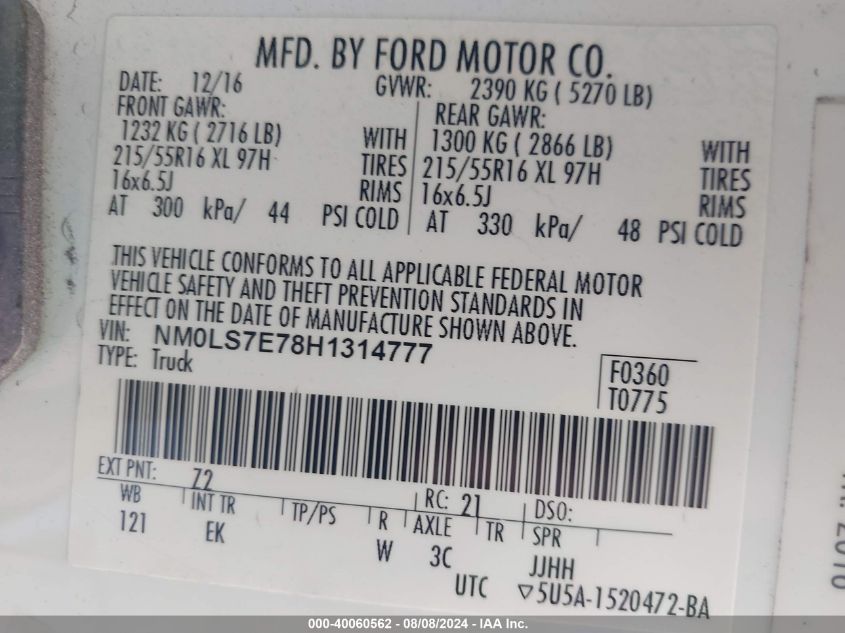 MFD. BY FORD MOTOR CO.
DATE: 12/16 GVWR: 2390 KG ( 5270 LB)
FRONT GAWR: REAR GAWR:
1232 KG ( 2716 LB) WITH 1300 KG ( 2866 LB) WITH
215/55R16 XL 97H TIRES 215/55R16 XL 97H TIRES
16x6.5J RIMS 16x6.5J RIMS
AT 300 kPa/ 44 PSI COLD AT 330 kPa/ 48 PSI COLD
THIS VEHICLE CONFORMS TO ALL APPLICABLE FEDERAL MOTOR
VEHICLE SAFETY AND THEFT PREVENTION STANDARDS IN
EFFECT ON THE DATE OF MANUFACTURE SHOWN ABOVE.
VIN: NM0LS7E78H1314777
TYPE: Truck
F0360
T0775
EXT PNT: Z2 RC: 21 DSO:
WB INT TR TP/PS R AXLE TR SPR
121 EK W 3C JJHH
UTC ▽5U5A-1520472-BA
000-40060562 - 08/08/2024 - IAA Inc.